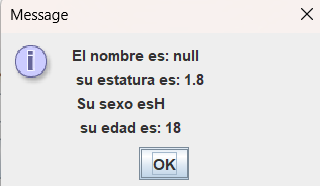 Message
El nombre es: null
su estatura es: 1.8
Su sexo esH
su edad es: 18
OK